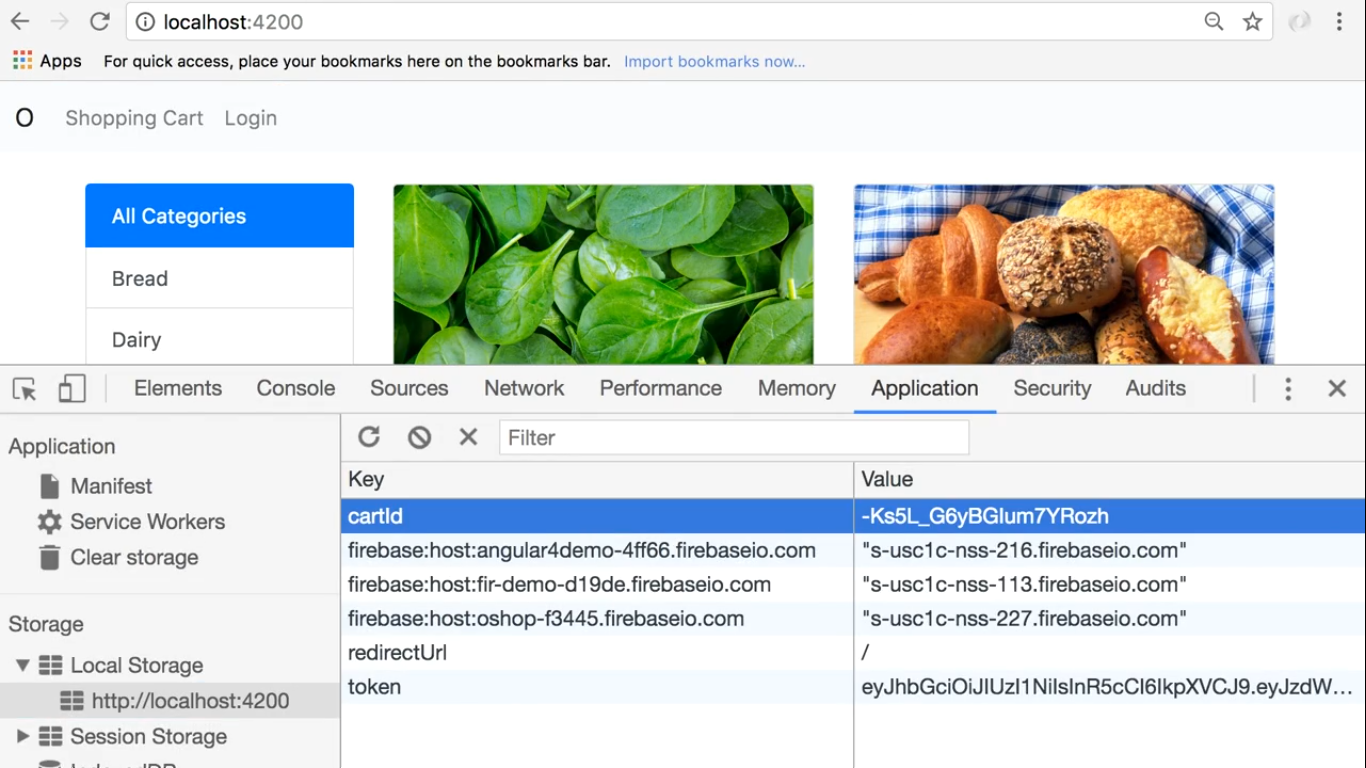 localhost:4200
Apps For quick access, place your bookmarks here on the bookmarks bar. Import bookmarks now...
O Shopping Cart Login
All Categories
Bread
Dairy
Elements Console Sources Network Performance Memory Application Security Audits
Application
Manifest
Service Workers
Clear storage
Storage
Local Storage
http://localhost:4200
Session Storage
IndexedDB
Filter
Key Value
cartId -Ks5L_G6yBGlum7YRozh
firebase:host:angular4demo-4ff66.firebaseio.com "s-usc1c-nss-216.firebaseio.com"
firebase:host:fir-demo-d19de.firebaseio.com "s-usc1c-nss-113.firebaseio.com"
firebase:host:oshop-f3445.firebaseio.com "s-usc1c-nss-227.firebaseio.com"
redirectUrl /
token eyJhbGciOiJIUzI1NiIsInR5cCI6IkpXVCJ9.eyJzdW...